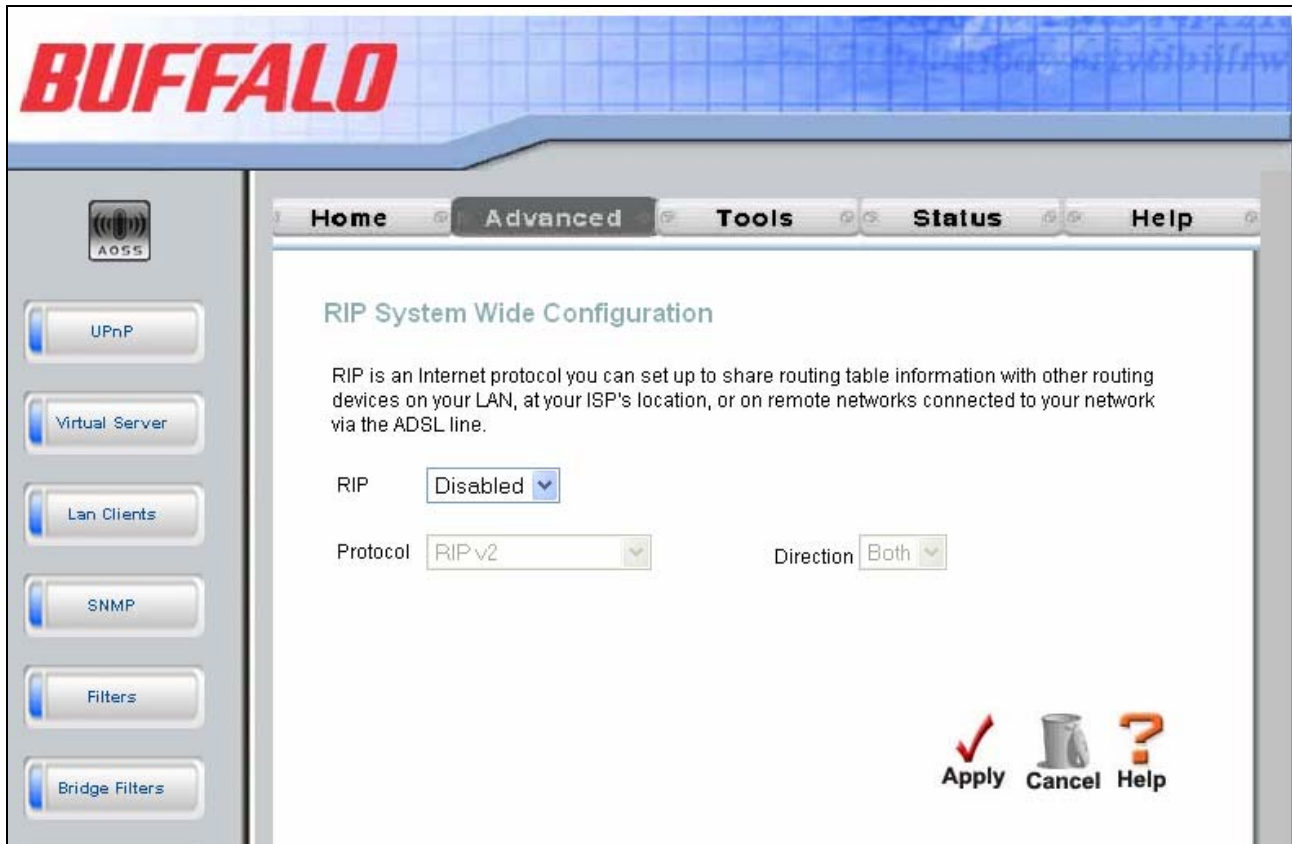 BUFFALO
AOSS
Home Advanced Tools Status Help
UPnP
Virtual Server
Lan Clients
SNMP
Filters
Bridge Filters
RIP System Wide Configuration
RIP is an Internet protocol you can set up to share routing table information with other routing
devices on your LAN, at your ISP's location, or on remote networks connected to your network
via the ADSL line.
RIP Disabled
Protocol RIP v2 Direction Both
Apply Cancel Help